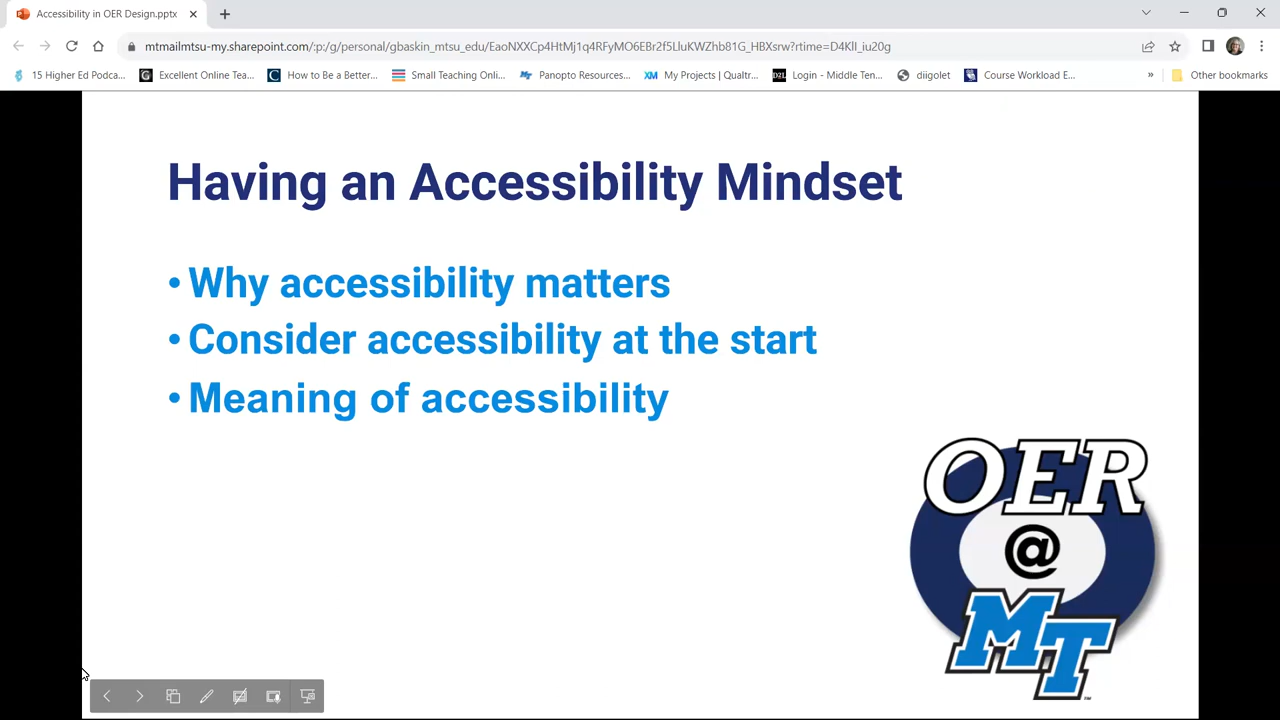 Accessibility in OER Design.pptx
mtmailmtsu-my.sharepoint.com/:p:/g/personal/gbaskin_mtsu_edu/EaoNXXCp4HtMj1q4RFyMO6EBr2f5LluKWZhb81G_HBXsrw?rtime=D4KlI_iu20g
15 Higher Ed Podca... Excellent Online Tea... How to Be a Better... Small Teaching Onli... Panopto Resources... My Projects | Qualtr... Login - Middle Ten... diigolet Course Workload E... » Other bookmarks
Having an Accessibility Mindset
• Why accessibility matters
• Consider accessibility at the start
• Meaning of accessibility
OER
@
MT